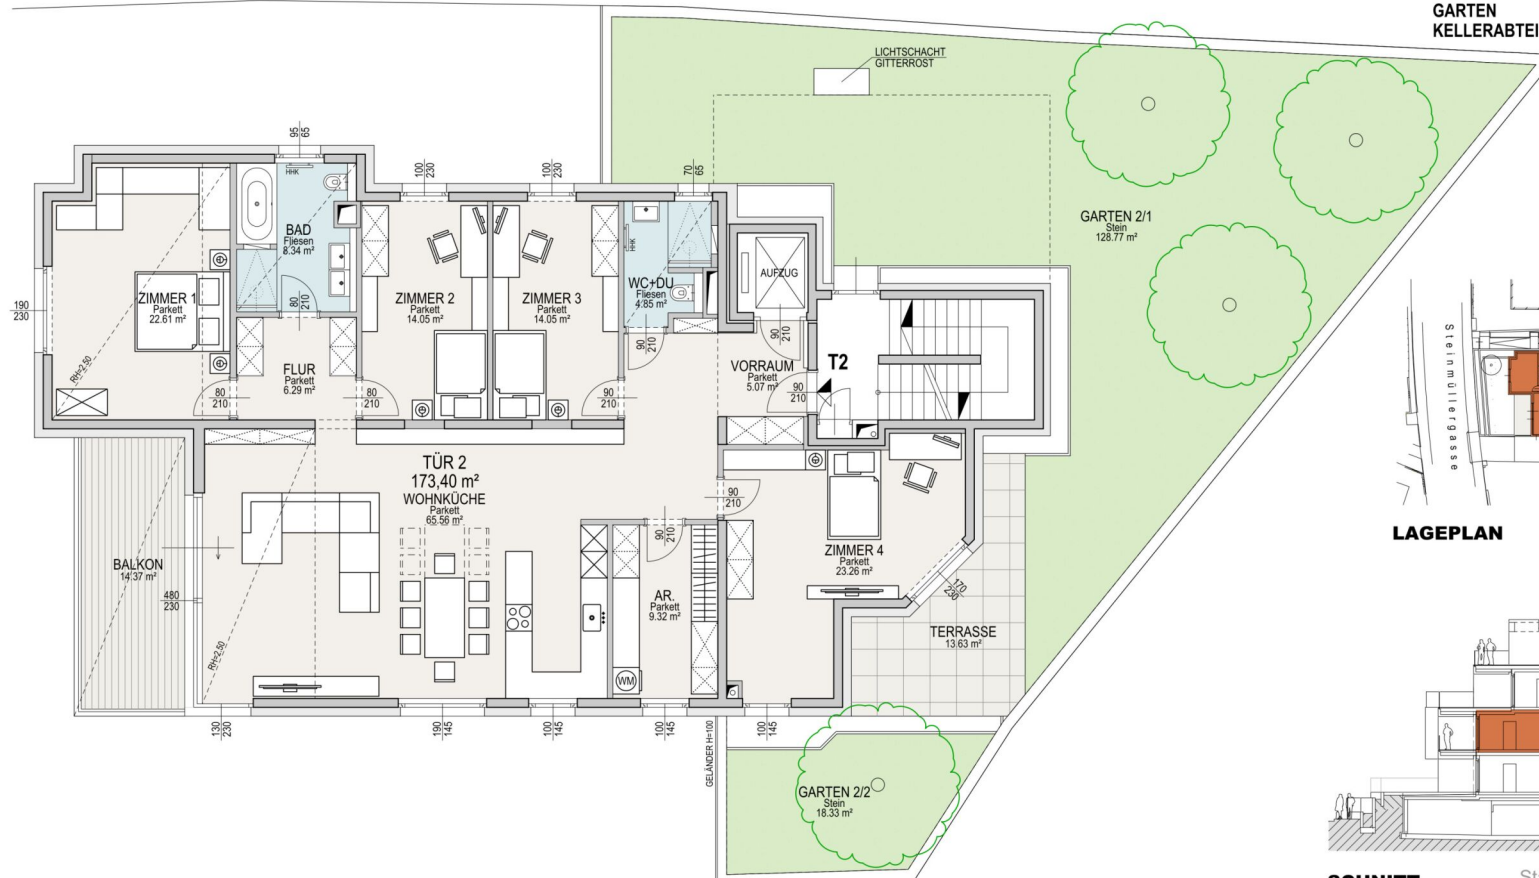 GARTEN
KELLERABTEI
LICHTSCHACHT
GITTERROST
95
65
100
230
100
230
70
65
HHK
BAD
Fliesen
8.34 m²
HHK
GARTEN 2/1
Stein
128.77 m²
AUFZUG
190
230
ZIMMER 1
Parkett
22.61 m²
80
210
ZIMMER 2
Parkett
14.05 m²
ZIMMER 3
Parkett
14.05 m²
WC+DU
Fliesen
4.85 m²
90
210
90
210
RH=2.50
FLUR
Parkett
6.29 m²
80
210
80
210
90
210
VORRAUM
Parkett
5.07 m²
90
210
T2
Steinmüllergasse
TÜR 2
173,40 m²
WOHNKÜCHE
Parkett
65.56 m²
90
210
90
210
LAGEPLAN
BALKON
14.37 m²
480
230
ZIMMER 4
Parkett
23.26 m²
170
230
AR.
Parkett
9.32 m²
TERRASSE
13.63 m²
RH=2.50
WM
130
230
190
145
100
145
100
145
100
145
GELÄNDER H=100
GARTEN 2/2
Stein
18.33 m²
SCHNITT
St